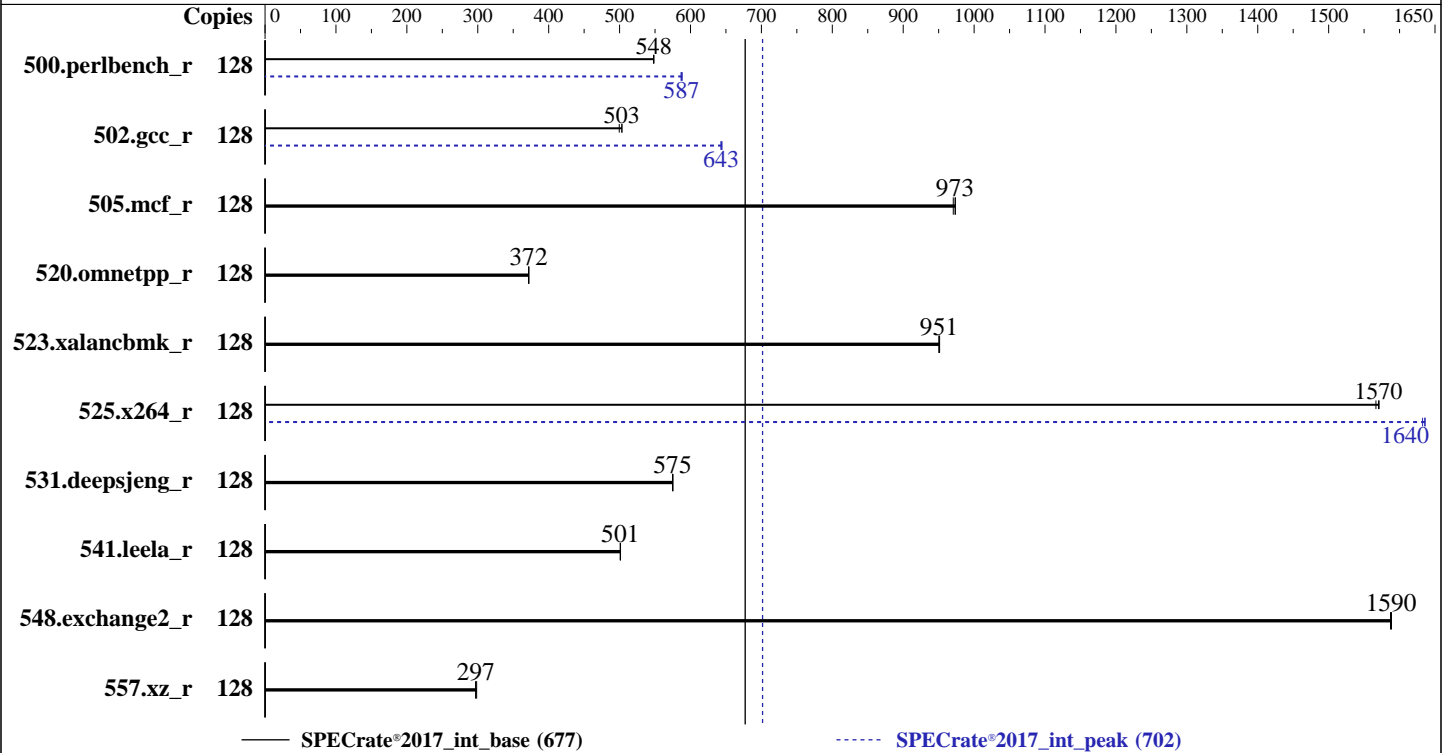 Copies 0 100 200 300 400 500 600 700 800 900 1000 1100 1200 1300 1400 1500 1650
548
500.perlbench_r 128
587
503
502.gcc_r 128
643
973
505.mcf_r 128
372
520.omnetpp_r 128
951
523.xalancbmk_r 128
1570
525.x264_r 128
1640
575
531.deepsjeng_r 128
501
541.leela_r 128
1590
548.exchange2_r 128
297
557.xz_r 128
SPECrate®2017_int_base (677) SPECrate®2017_int_peak (702)